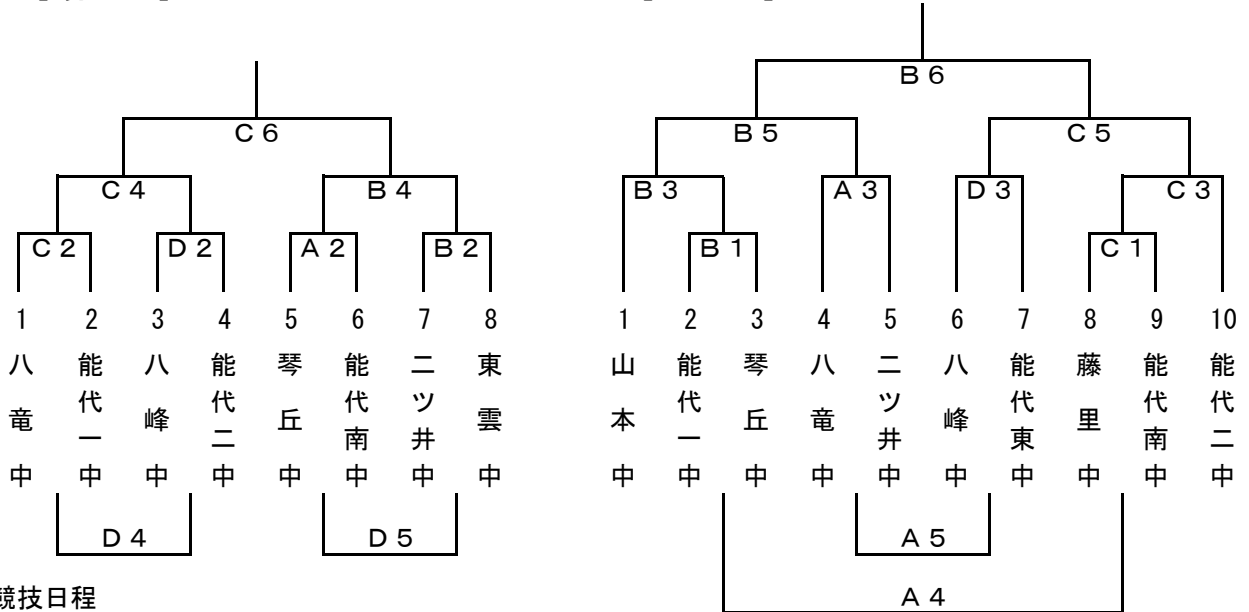 B6
C6 B5 C5
C4 B4 B3 A3 D3 C3
C2 D2 A2 B2 B1 C1
1 2 3 4 5 6 7 8 1 2 3 4 5 6 7 8 9 10
八竜中 能代一中 八峰中 能代二中 琴丘中 能代南中 二ツ井中 東雲中 山本中 能代一中 琴丘中 八竜中 二ツ井中 八峰中 能代東中 藤里中 能代南中 能代二中
D4 D5 A5
競技日程 A4